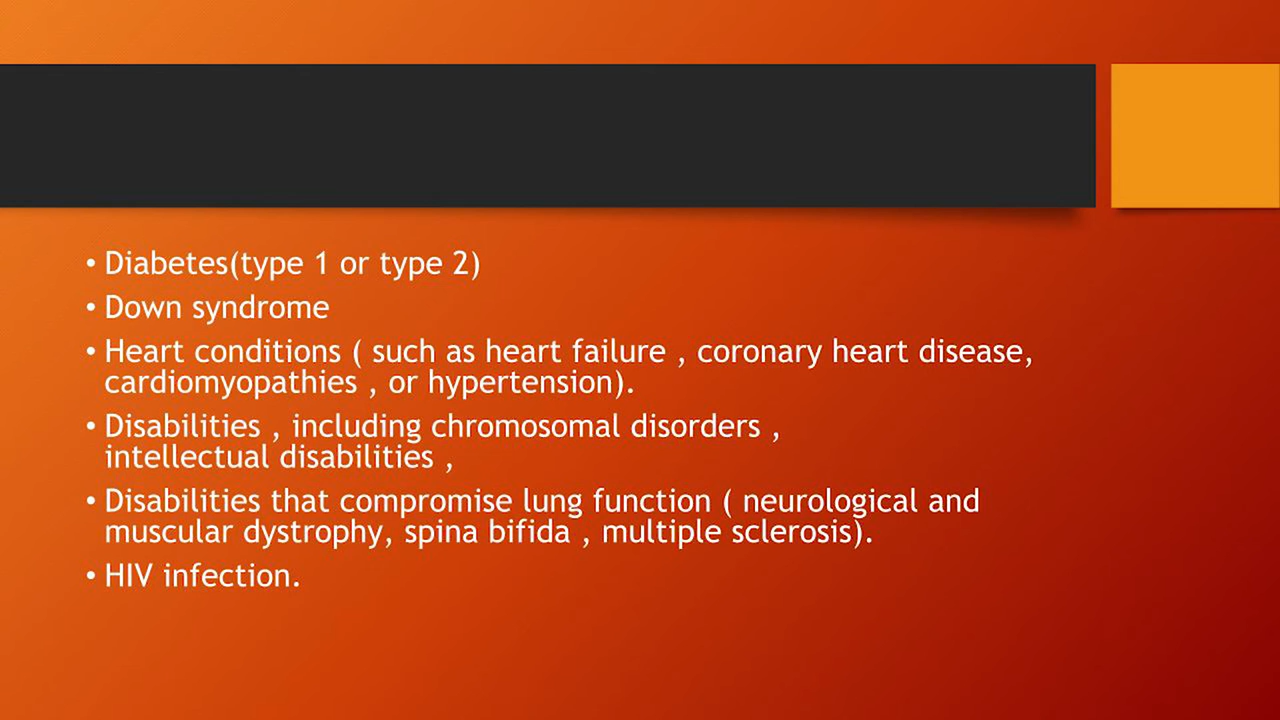 • Diabetes(type 1 or type 2)
• Down syndrome
• Heart conditions ( such as heart failure , coronary heart disease,
cardiomyopathies , or hypertension).
• Disabilities , including chromosomal disorders ,
intellectual disabilities ,
• Disabilities that compromise lung function ( neurological and
muscular dystrophy, spina bifida , multiple sclerosis).
• HIV infection.